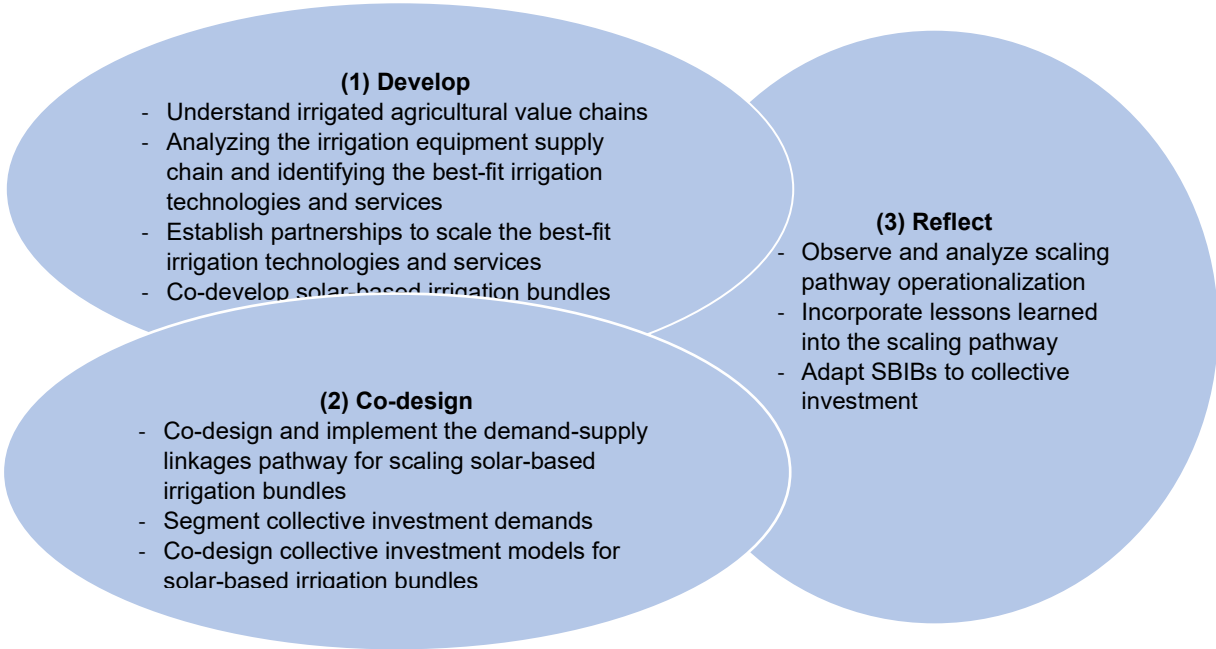 (1) Develop
- Understand irrigated agricultural value chains
- Analyzing the irrigation equipment supply
chain and identifying the best-fit irrigation
technologies and services
- Establish partnerships to scale the best-fit
irrigation technologies and services
- Co-develop solar-based irrigation bundles
(2) Co-design
- Co-design and implement the demand-supply
linkages pathway for scaling solar-based
irrigation bundles
- Segment collective investment demands
- Co-design collective investment models for
solar-based irrigation bundles
(3) Reflect
- Observe and analyze scaling
pathway operationalization
- Incorporate lessons learned
into the scaling pathway
- Adapt SBIBs to collective
investment